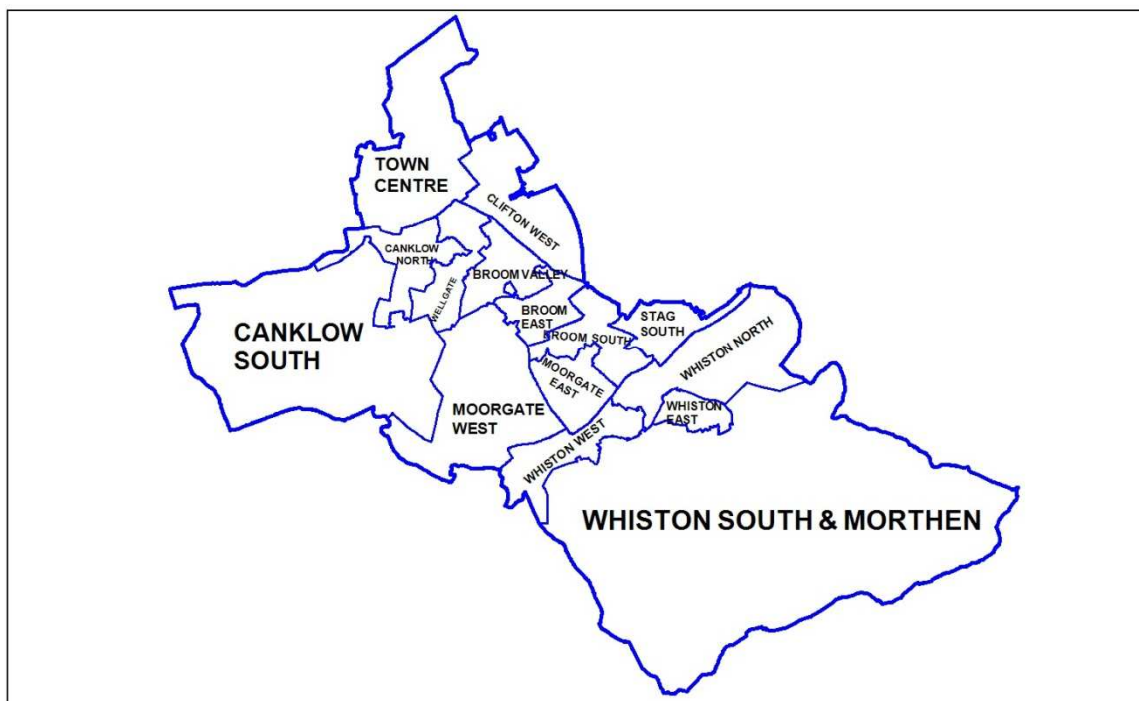 TOWN
CENTRE
CLIFTON WEST
CANKLOW
NORTH
BROOM VALLEY
WELLGATE
BROOM
EAST
STAG
SOUTH
BROOM SOUTH
CANKLOW
SOUTH
WHISTON NORTH
MOORGATE
EAST
MOORGATE
WEST
WHISTON
EAST
WHISTON WEST
WHISTON SOUTH & MORTHEN